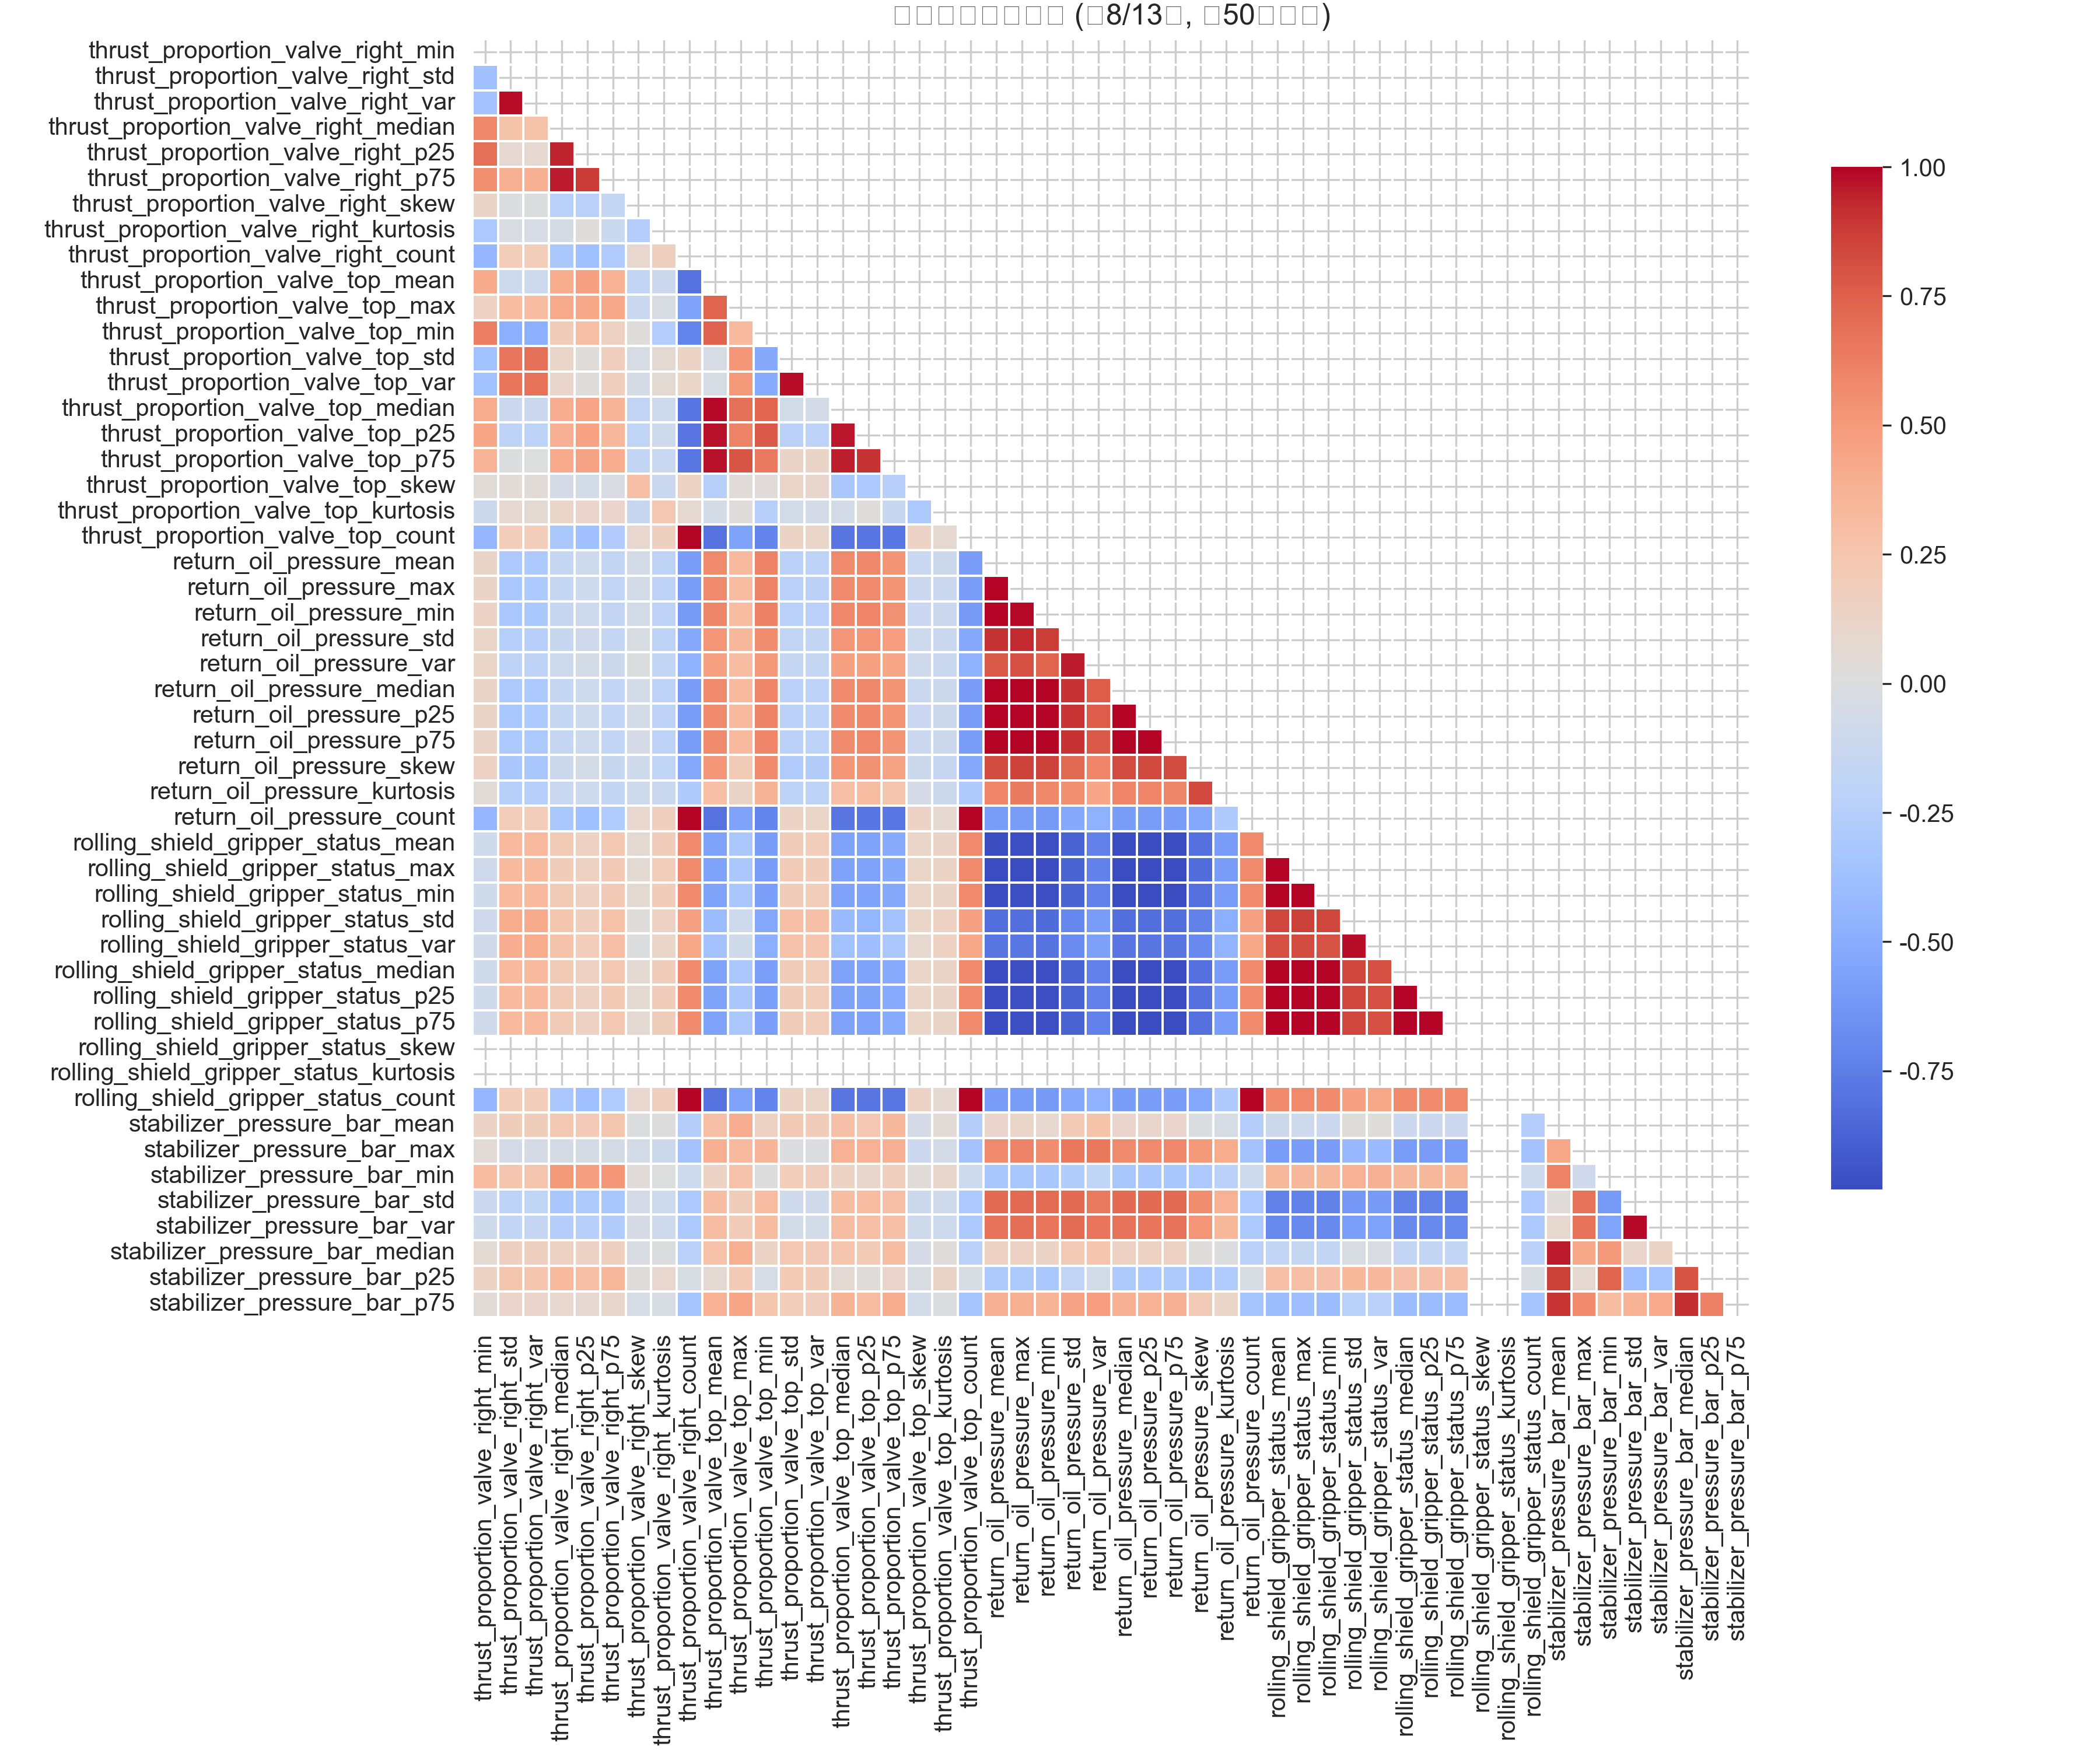 (8/13, 50)
thrust_proportion_valve_right_min
thrust_proportion_valve_right_std
thrust_proportion_valve_right_var
thrust_proportion_valve_right_median
thrust_proportion_valve_right_p25
thrust_proportion_valve_right_p75
thrust_proportion_valve_right_skew
thrust_proportion_valve_right_kurtosis
thrust_proportion_valve_right_count
thrust_proportion_valve_top_mean
thrust_proportion_valve_top_max
thrust_proportion_valve_top_min
thrust_proportion_valve_top_std
thrust_proportion_valve_top_var
thrust_proportion_valve_top_median
thrust_proportion_valve_top_p25
thrust_proportion_valve_top_p75
thrust_proportion_valve_top_skew
thrust_proportion_valve_top_kurtosis
thrust_proportion_valve_top_count
return_oil_pressure_mean
return_oil_pressure_max
return_oil_pressure_min
return_oil_pressure_std
return_oil_pressure_var
return_oil_pressure_median
return_oil_pressure_p25
return_oil_pressure_p75
return_oil_pressure_skew
return_oil_pressure_kurtosis
return_oil_pressure_count
rolling_shield_gripper_status_mean
rolling_shield_gripper_status_max
rolling_shield_gripper_status_min
rolling_shield_gripper_status_std
rolling_shield_gripper_status_var
rolling_shield_gripper_status_median
rolling_shield_gripper_status_p25
rolling_shield_gripper_status_p75
rolling_shield_gripper_status_skew
rolling_shield_gripper_status_kurtosis
rolling_shield_gripper_status_count
stabilizer_pressure_bar_mean
stabilizer_pressure_bar_max
stabilizer_pressure_bar_min
stabilizer_pressure_bar_std
stabilizer_pressure_bar_var
stabilizer_pressure_bar_median
stabilizer_pressure_bar_p25
stabilizer_pressure_bar_p75
thrust_proportion_valve_right_min
thrust_proportion_valve_right_std
thrust_proportion_valve_right_var
thrust_proportion_valve_right_median
thrust_proportion_valve_right_p25
thrust_proportion_valve_right_p75
thrust_proportion_valve_right_skew
thrust_proportion_valve_right_kurtosis
thrust_proportion_valve_right_count
thrust_proportion_valve_top_mean
thrust_proportion_valve_top_max
thrust_proportion_valve_top_min
thrust_proportion_valve_top_std
thrust_proportion_valve_top_var
thrust_proportion_valve_top_median
thrust_proportion_valve_top_p25
thrust_proportion_valve_top_p75
thrust_proportion_valve_top_skew
thrust_proportion_valve_top_kurtosis
thrust_proportion_valve_top_count
return_oil_pressure_mean
return_oil_pressure_max
return_oil_pressure_min
return_oil_pressure_std
return_oil_pressure_var
return_oil_pressure_median
return_oil_pressure_p25
return_oil_pressure_p75
return_oil_pressure_skew
return_oil_pressure_kurtosis
return_oil_pressure_count
rolling_shield_gripper_status_mean
rolling_shield_gripper_status_max
rolling_shield_gripper_status_min
rolling_shield_gripper_status_std
rolling_shield_gripper_status_var
rolling_shield_gripper_status_median
rolling_shield_gripper_status_p25
rolling_shield_gripper_status_p75
rolling_shield_gripper_status_skew
rolling_shield_gripper_status_kurtosis
rolling_shield_gripper_status_count
stabilizer_pressure_bar_mean
stabilizer_pressure_bar_max
stabilizer_pressure_bar_min
stabilizer_pressure_bar_std
stabilizer_pressure_bar_var
stabilizer_pressure_bar_median
stabilizer_pressure_bar_p25
stabilizer_pressure_bar_p75
1.00
0.75
0.50
0.25
0.00
-0.25
-0.50
-0.75